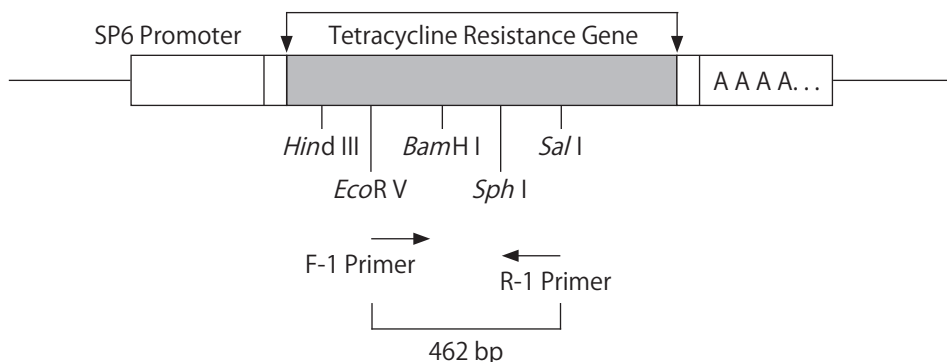 SP6 Promoter Tetracycline Resistance Gene
A A A A. . .
Hind III BamH I Sal I
EcoR V Sph I
F-1 Primer
R-1 Primer
462 bp